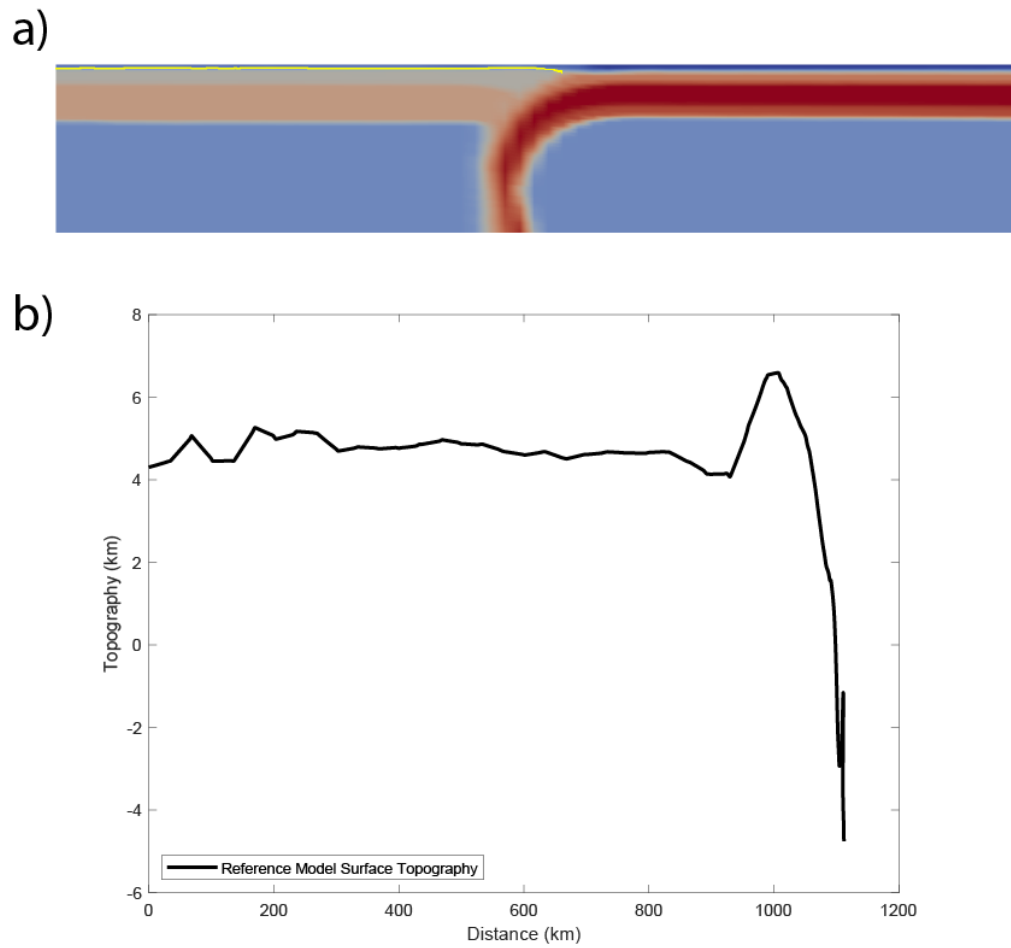 a)
b)
8
6
4
2
0
-2
-4
-6
Topography (km)
Reference Model Surface Topography
0 200 400 600 800 1000 1200
Distance (km)